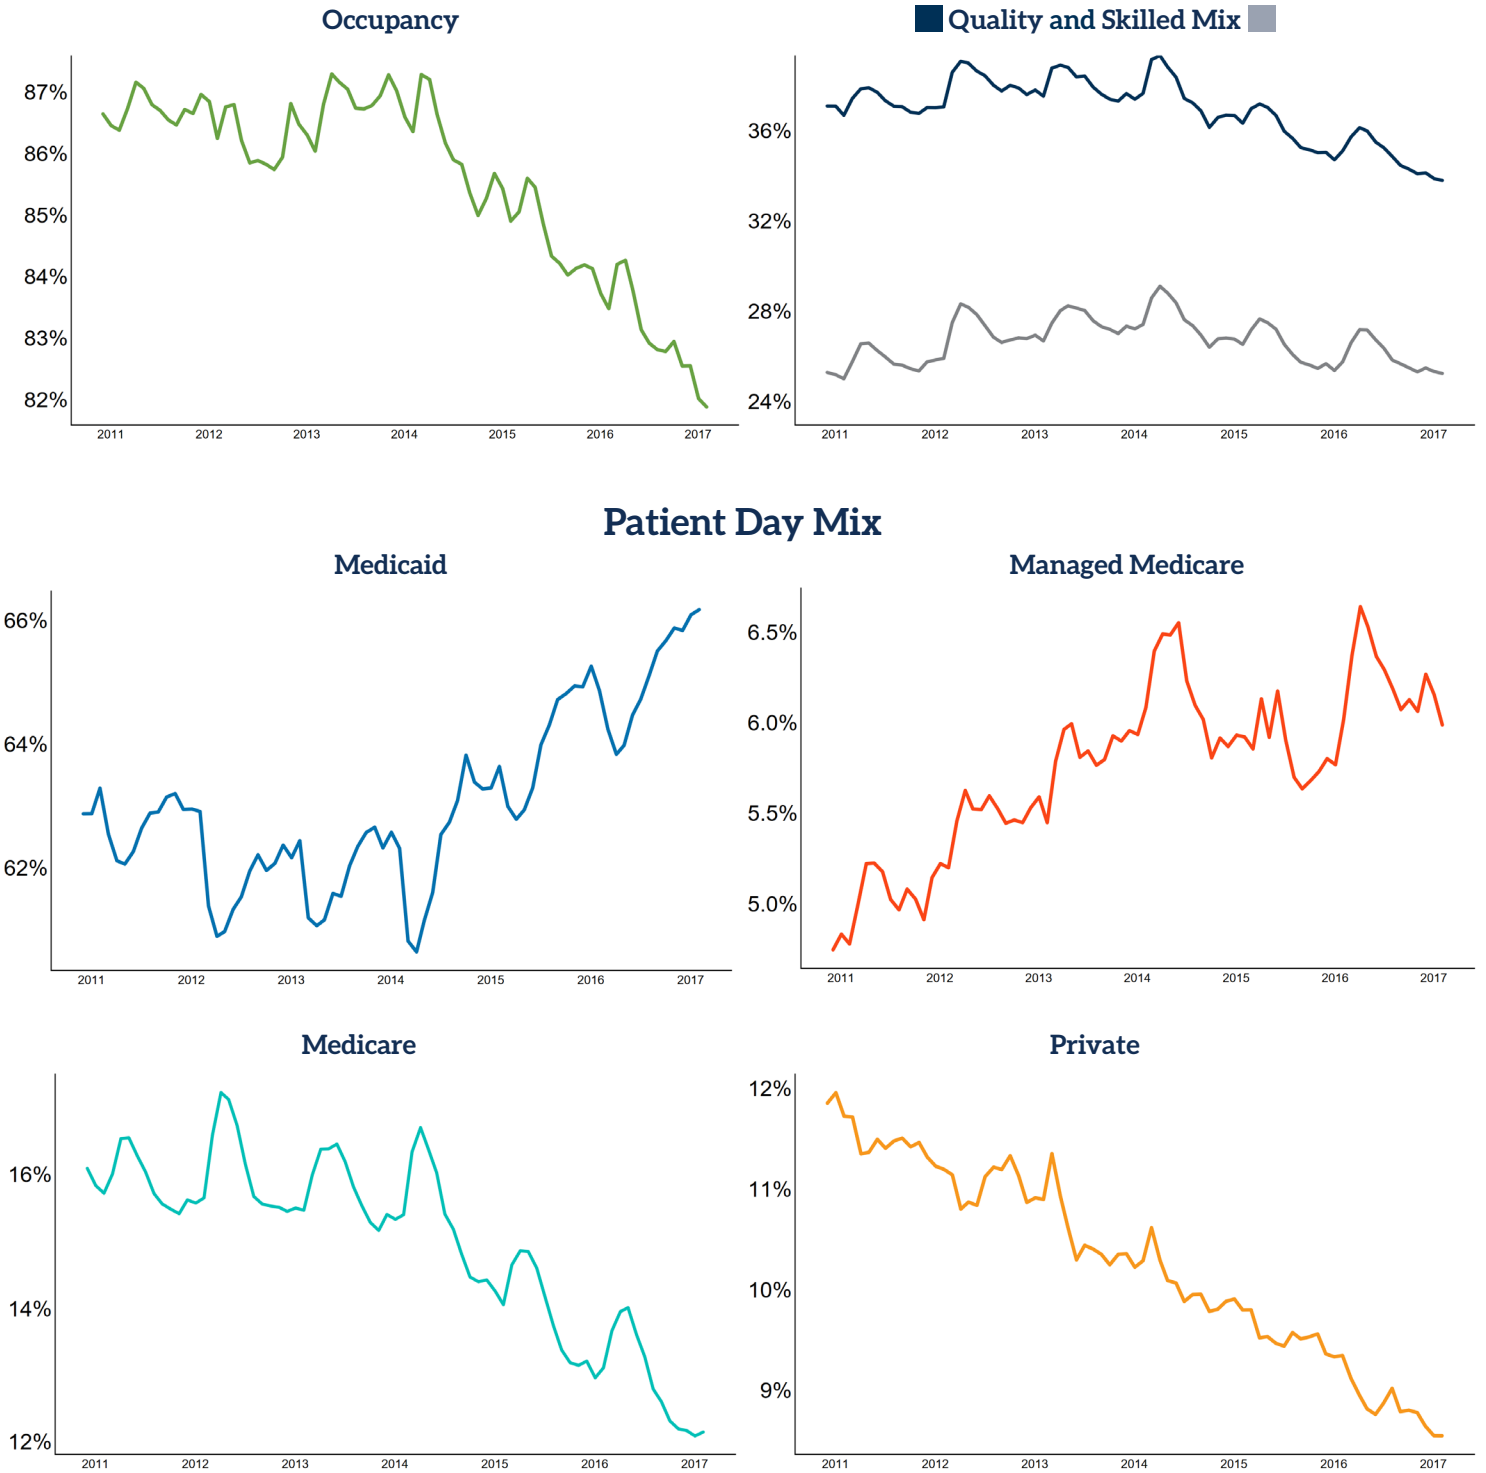 Occupancy
87%
86%
85%
84%
83%
82%
2011 2012 2013 2014 2015 2016 2017
Quality and Skilled Mix
36%
32%
28%
24%
2011 2012 2013 2014 2015 2016 2017
Patient Day Mix
Medicaid
66%
64%
62%
2011 2012 2013 2014 2015 2016 2017
Managed Medicare
6.5%
6.0%
5.5%
5.0%
2011 2012 2013 2014 2015 2016 2017
Medicare
16%
14%
12%
2011 2012 2013 2014 2015 2016 2017
Private
12%
11%
10%
9%
2011 2012 2013 2014 2015 2016 2017